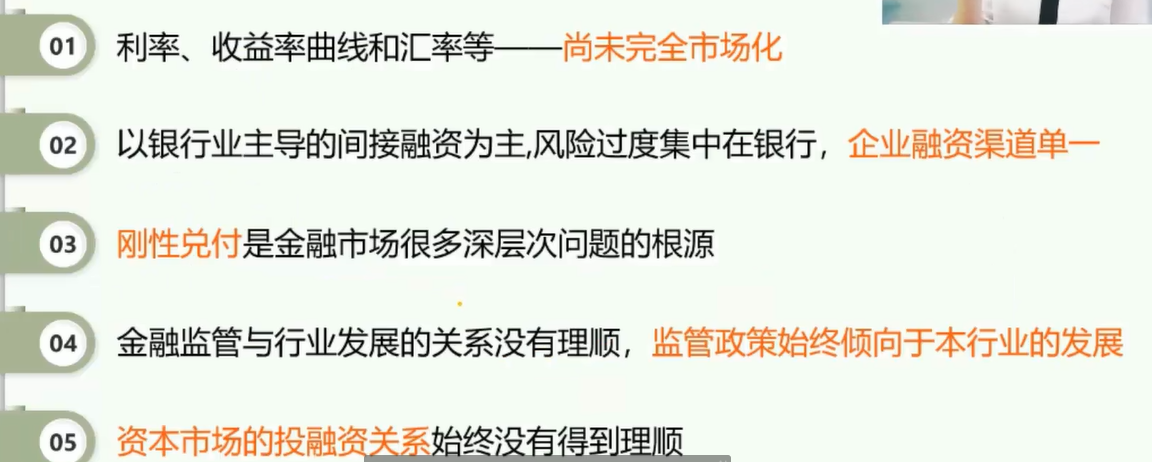 01 利率、收益率曲线和汇率等——尚未完全市场化
02 以银行业主导的间接融资为主,风险过度集中在银行，企业融资渠道单一
03 刚性兑付是金融市场很多深层次问题的根源
04 金融监管与行业发展的关系没有理顺，监管政策始终倾向于本行业的发展
05 资本市场的投融资关系始终没有得到理顺